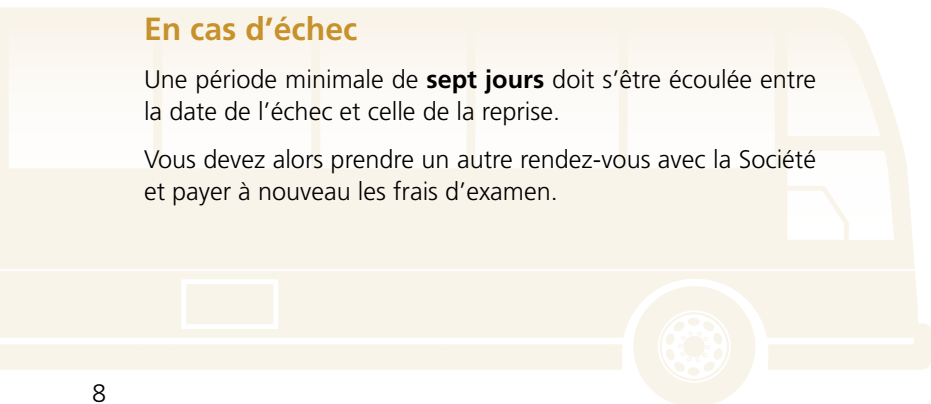 En cas d’échec
Une période minimale de sept jours doit s’être écoulée entre
la date de l’échec et celle de la reprise.
Vous devez alors prendre un autre rendez-vous avec la Société
et payer à nouveau les frais d’examen.
8